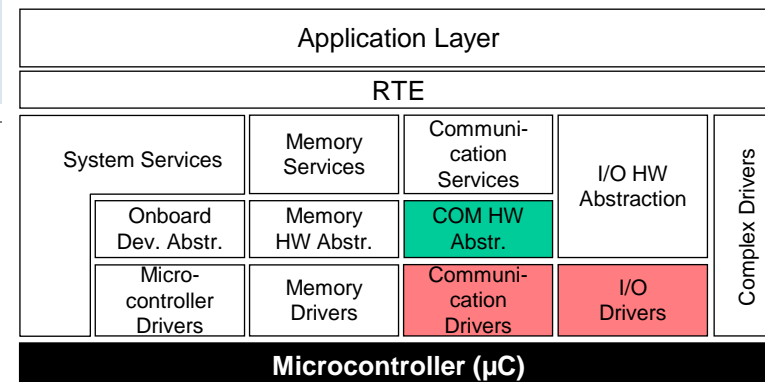 Application Layer
RTE
System Services
Memory
Services
Communi-
cation
Services
I/O HW
Abstraction
Complex Drivers
Onboard
Dev. Abstr.
Memory
HW Abstr.
COM HW
Abstr.
Micro-
controller
Drivers
Memory
Drivers
Communi-
cation
Drivers
I/O
Drivers
Microcontroller (µC)